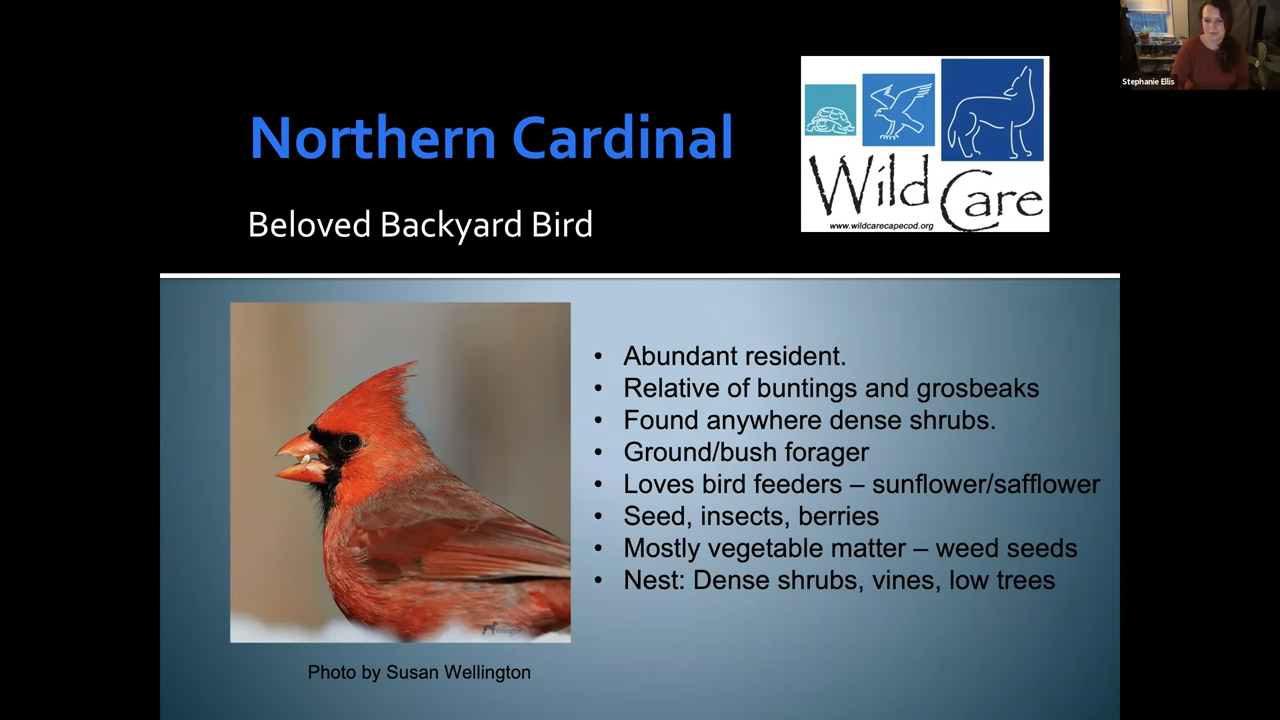 Northern Cardinal
Beloved Backyard Bird
Wild Care
www.wildcarecapecod.org
Stephanie Ellis
• Abundant resident.
• Relative of buntings and grosbeaks
• Found anywhere dense shrubs.
• Ground/bush forager
• Loves bird feeders – sunflower/safflower
• Seed, insects, berries
• Mostly vegetable matter – weed seeds
• Nest: Dense shrubs, vines, low trees
Photo by Susan Wellington